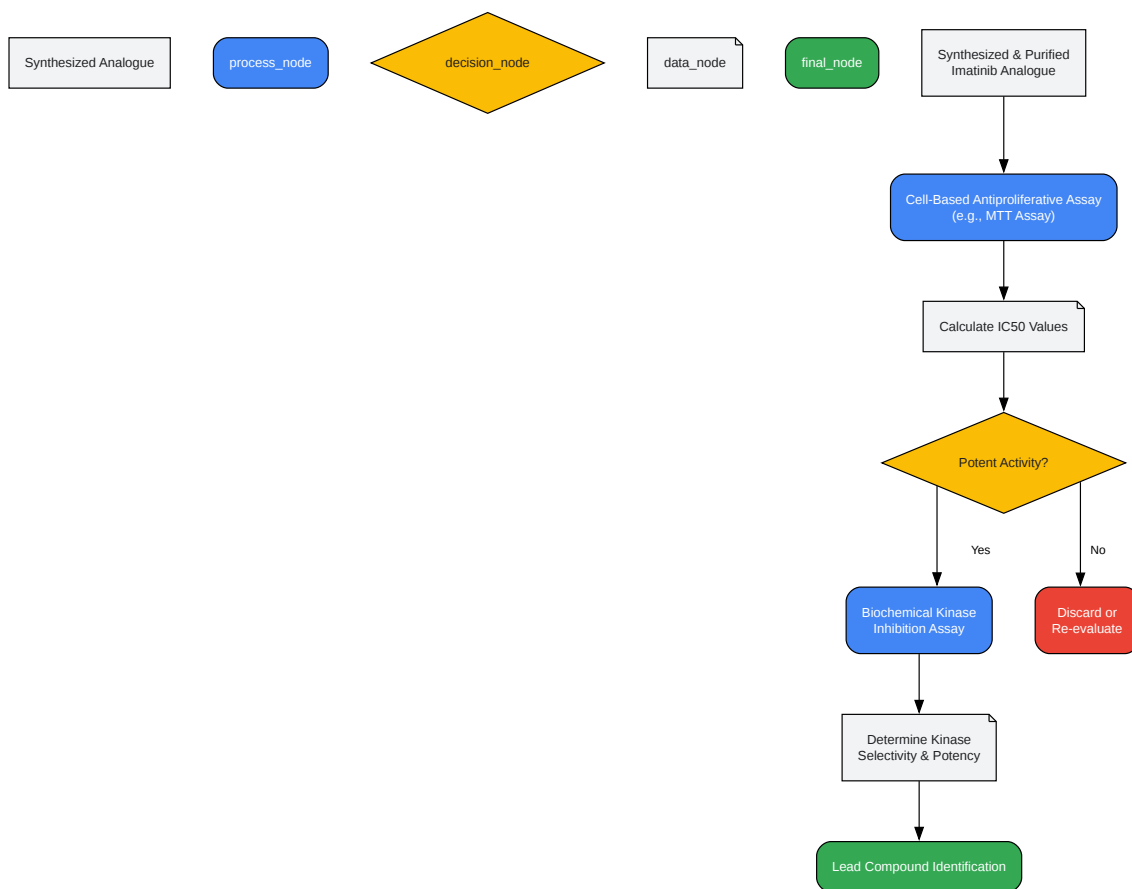 Synthesized Analogue
process_node
decision_node
data_node
final_node
Synthesized & Purified
Imatinib Analogue
Cell-Based Antiproliferative Assay
(e.g., MTT Assay)
Calculate IC50 Values
Potent Activity?
Yes
No
Biochemical Kinase
Inhibition Assay
Discard or
Re-evaluate
Determine Kinase
Selectivity & Potency
Lead Compound Identification